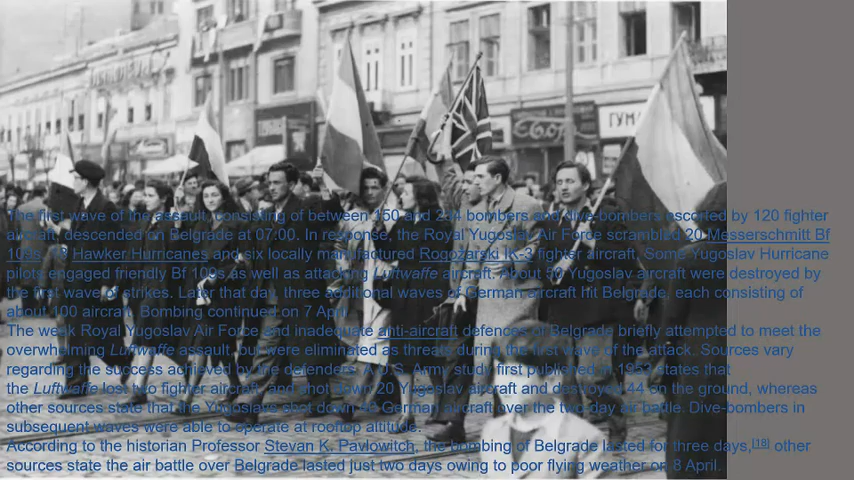 ГУМ
The first wave of the assault, consisting of between 150 and 234 bombers and dive-bombers escorted by 120 fighter
aircraft, descended on Belgrade at 07:00. In response, the Royal Yugoslav Air Force scrambled 20 Messerschmitt Bf
109s, 18 Hawker Hurricanes and six locally manufactured Rogožarski IK-3 fighter aircraft. Some Yugoslav Hurricane
pilots engaged friendly Bf 109s as well as attacking Luftwaffe aircraft. About Yugoslav aircraft were destroyed by
the first wave of strikes. Later that day, three additional waves of German aircraft hit Belgrade, each consisting of
about 100 aircraft. Bombing continued on 7 April.
The weak Royal Yugoslav Air Force and inadequate anti-aircraft defences of Belgrade briefly attempted to meet the
overwhelming Luftwaffe assault, but were eliminated as threats during the first wave of the attack. Sources vary
regarding the success achieved by the defenders. A U.S. Army study first published in 1953 states that
the Luftwaffe lost two fighter aircraft, and shot down 20 Yugoslav aircraft and destroyed 44 on the ground, whereas
other sources state that the Yugoslavs shot down German aircraft over the two-day air battle. Dive-bombers in
subsequent waves were able to operate at rooftop altitude.
According to the historian Professor Stevan K. Pavlowitch, the bombing of Belgrade lasted for three days,[18] other
sources state the air battle over Belgrade lasted just two days owing to poor flying weather on 8 April.